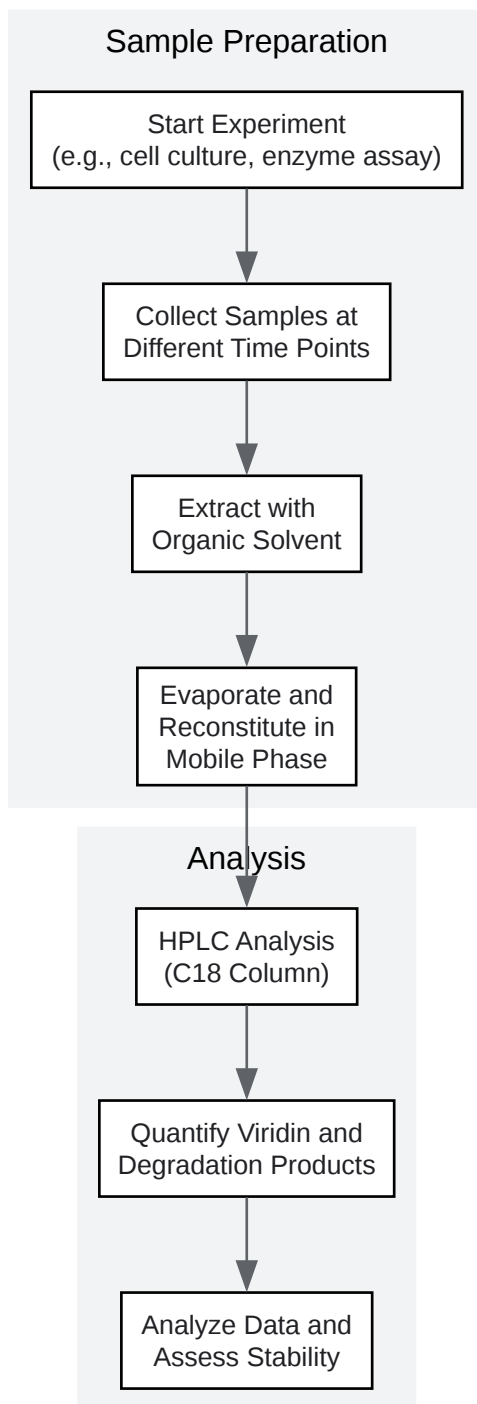 Sample Preparation
Start Experiment
(e.g., cell culture, enzyme assay)
Collect Samples at
Different Time Points
Extract with
Organic Solvent
Evaporate and
Reconstitute in
Mobile Phase
Analysis
HPLC Analysis
(C18 Column)
Quantify Viridin and
Degradation Products
Analyze Data and
Assess Stability